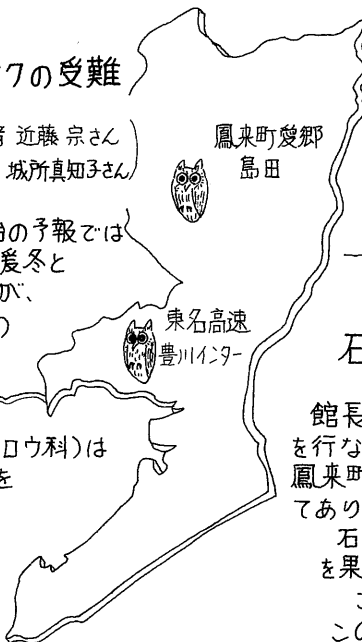 クの受難
者 近藤 宗さん
城所真知子さん
鳳来町愛郷
島田
の予報では
暖冬と
が、
東名高速
豊川インター
ロウ科)は
を
石
館長
を行な
鳳来町
てあり
石
を果
この